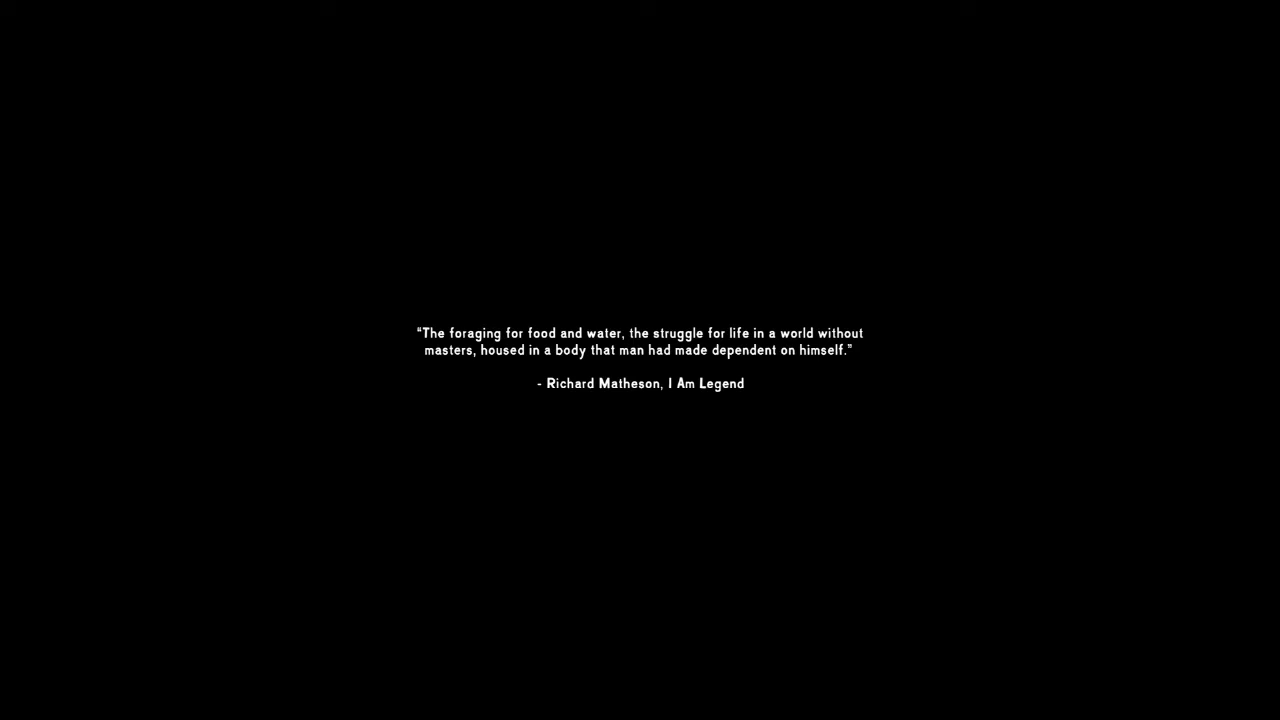 “The foraging for food and water, the struggle for life in a world without
masters, housed in a body that man had made dependent on himself.”
- Richard Matheson, I Am Legend